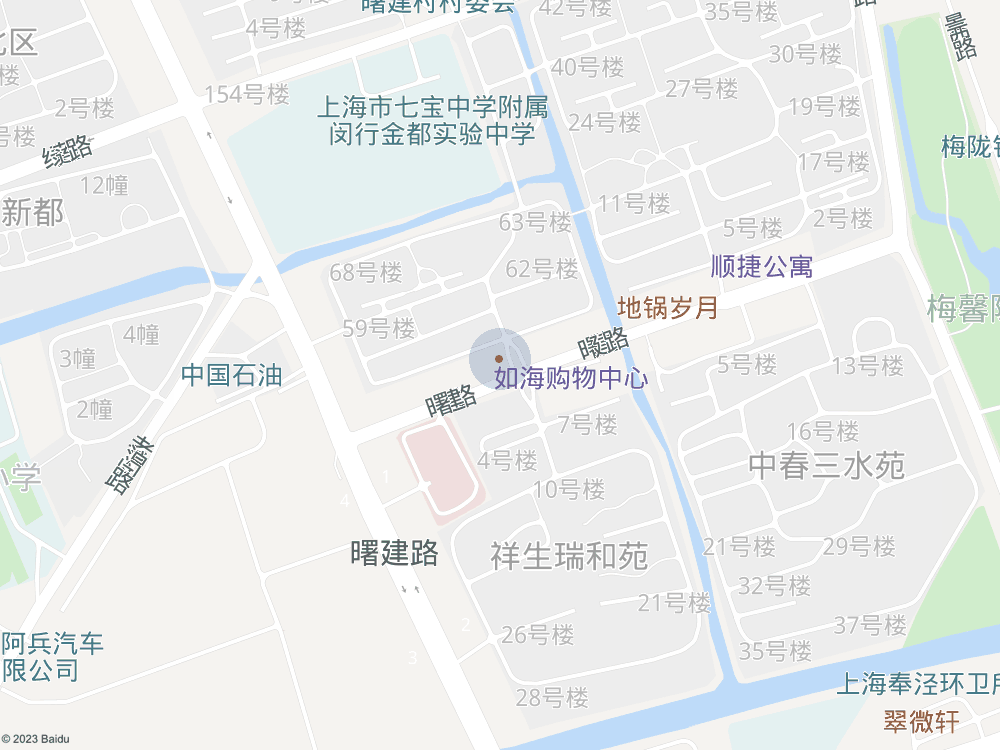 曙建村村委会
42号楼
35号楼
4号楼
北区
30号楼
40号楼
27号楼
154号楼
2号楼
上海市七宝中学附属
闵行金都实验中学
19号楼
24号楼
号楼
梅陇镇
17号楼
12幢
新都
11号楼
63号楼
5号楼
2号楼
68号楼
62号楼
顺捷公寓
地锅岁月
59号楼
4幢
3幢
中国石油
曙建路
5号楼
13号楼
如海购物中心
2幢
曙建路
7号楼
16号楼
4号楼
中春三水苑
小学
10号楼
4
21号楼
29号楼
曙建路
祥生瑞和苑
32号楼
21号楼
2
26号楼
37号楼
阿兵汽车
限公司
3
35号楼
28号楼
上海奉泾环卫
翠微轩
© 2023 Baidu